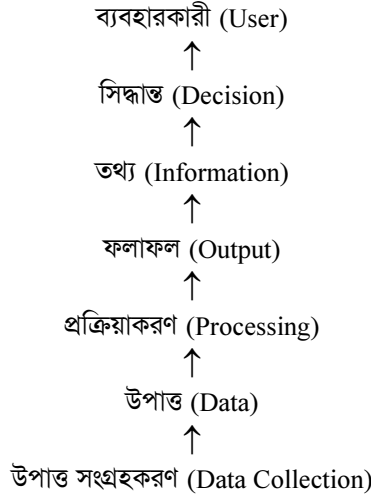 ব্যবহারকারী (User)
↑
সিদ্ধান্ত (Decision)
↑
তথ্য (Information)
↑
ফলাফল (Output)
↑
প্রক্রিয়াকরণ (Processing)
↑
উপাত্ত (Data)
↑
উপাত্ত সংগ্রহকরণ (Data Collection)